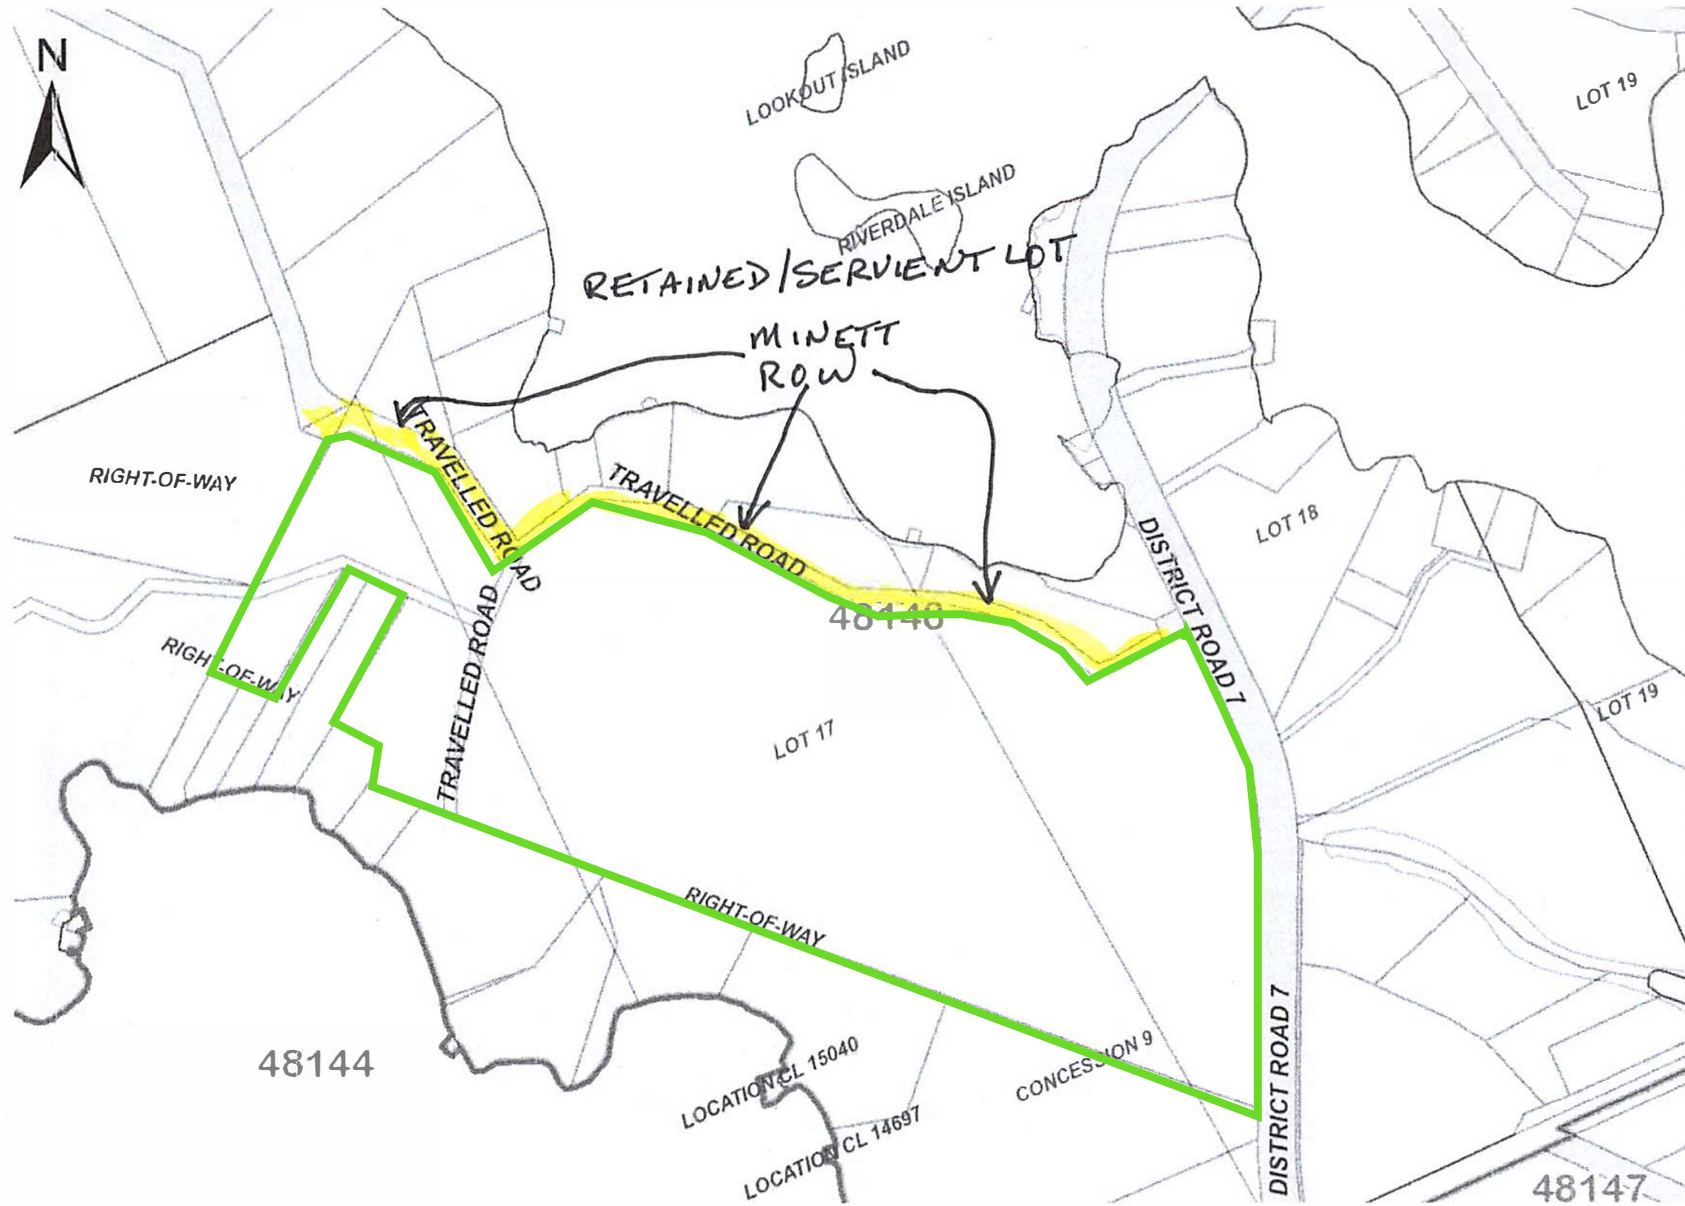 N
LOOKOUT ISLAND
LOT 19
RIVERDALE ISLAND
RETAINED/SERVIENT LOT
MINETT
ROW
TRAVELLED ROAD
TRAVELLED ROAD
RIGHT-OF-WAY
LOT 18
DISTRICT ROAD 7
48146
TRAVELLED ROAD
RIGHT-OF-WAY
LOT 17
LOT 19
RIGHT-OF-WAY
48144
LOCATION CL 15040
CONCESSION 9
DISTRICT ROAD 7
LOCATION CL 14697
48147